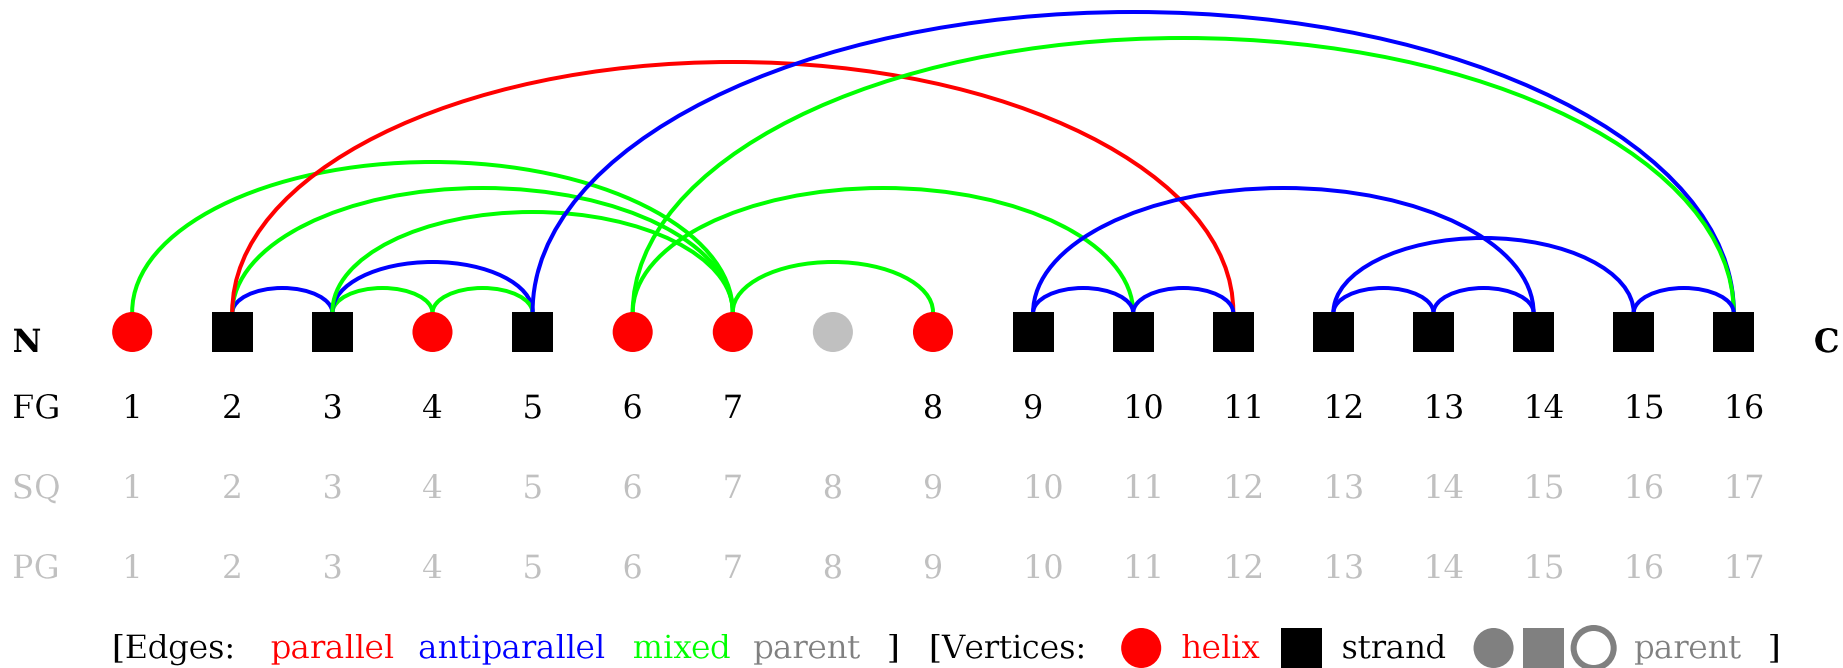 N C
FG 1 2 3 4 5 6 7 8 9 10 11 12 13 14 15 16
SQ 1 2 3 4 5 6 7 8 9 10 11 12 13 14 15 16 17
PG 1 2 3 4 5 6 7 8 9 10 11 12 13 14 15 16 17
[Edges: parallel antiparallel mixed parent ] [Vertices: helix strand parent ]